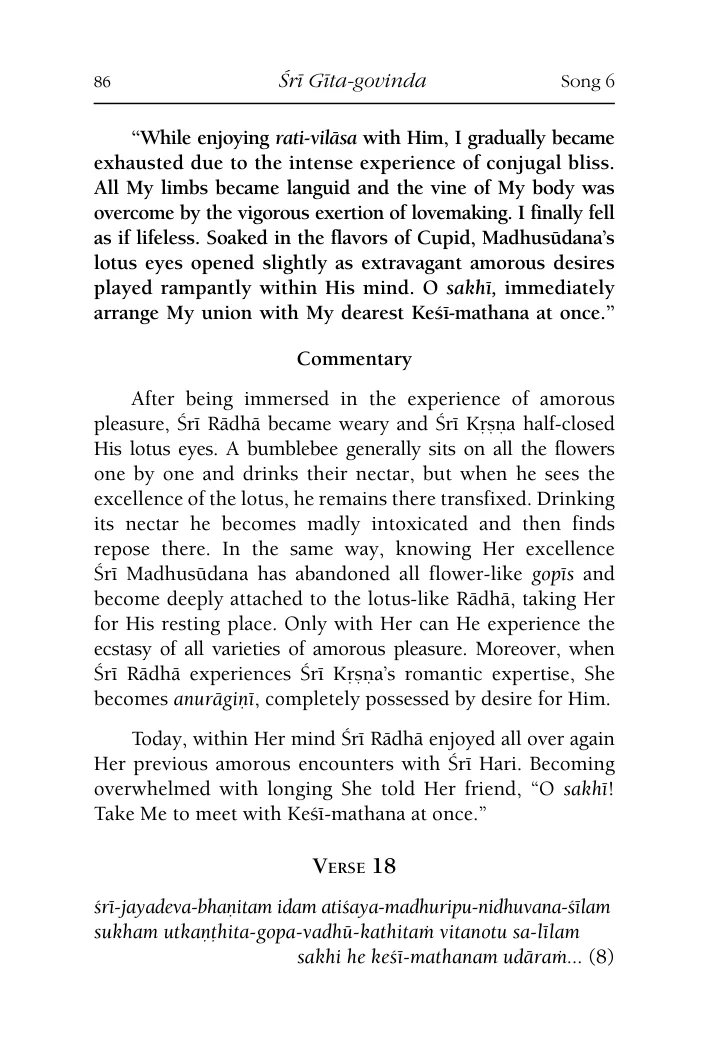 86 Śrī Gīta-govinda Song 6
“While enjoying rati-vilāsa with Him, I gradually became
exhausted due to the intense experience of conjugal bliss.
All My limbs became languid and the vine of My body was
overcome by the vigorous exertion of lovemaking. I finally fell
as if lifeless. Soaked in the flavors of Cupid, Madhusūdana’s
lotus eyes opened slightly as extravagant amorous desires
played rampantly within His mind. O sakhī, immediately
arrange My union with My dearest Keśī-mathana at once.”
Commentary
After being immersed in the experience of amorous
pleasure, Śrī Rādhā became weary and Śrī Kṛṣṇa half-closed
His lotus eyes. A bumblebee generally sits on all the flowers
one by one and drinks their nectar, but when he sees the
excellence of the lotus, he remains there transfixed. Drinking
its nectar he becomes madly intoxicated and then finds
repose there. In the same way, knowing Her excellence
Śrī Madhusūdana has abandoned all flower-like gopīs and
become deeply attached to the lotus-like Rādhā, taking Her
for His resting place. Only with Her can He experience the
ecstasy of all varieties of amorous pleasure. Moreover, when
Śrī Rādhā experiences Śrī Kṛṣṇa’s romantic expertise, She
becomes anurāgiṇī, completely possessed by desire for Him.
Today, within Her mind Śrī Rādhā enjoyed all over again
Her previous amorous encounters with Śrī Hari. Becoming
overwhelmed with longing She told Her friend, “O sakhī!
Take Me to meet with Keśī-mathana at once.”
Verse 18
śrī-jayadeva-bhaṇitam idam atiśaya-madhuripu-nidhuvana-śīlam
sukham utkaṇṭhita-gopa-vadhū-kathitaṁ vitanotu sa-līlam
sakhi he keśī-mathanam udāraṁ... (8)